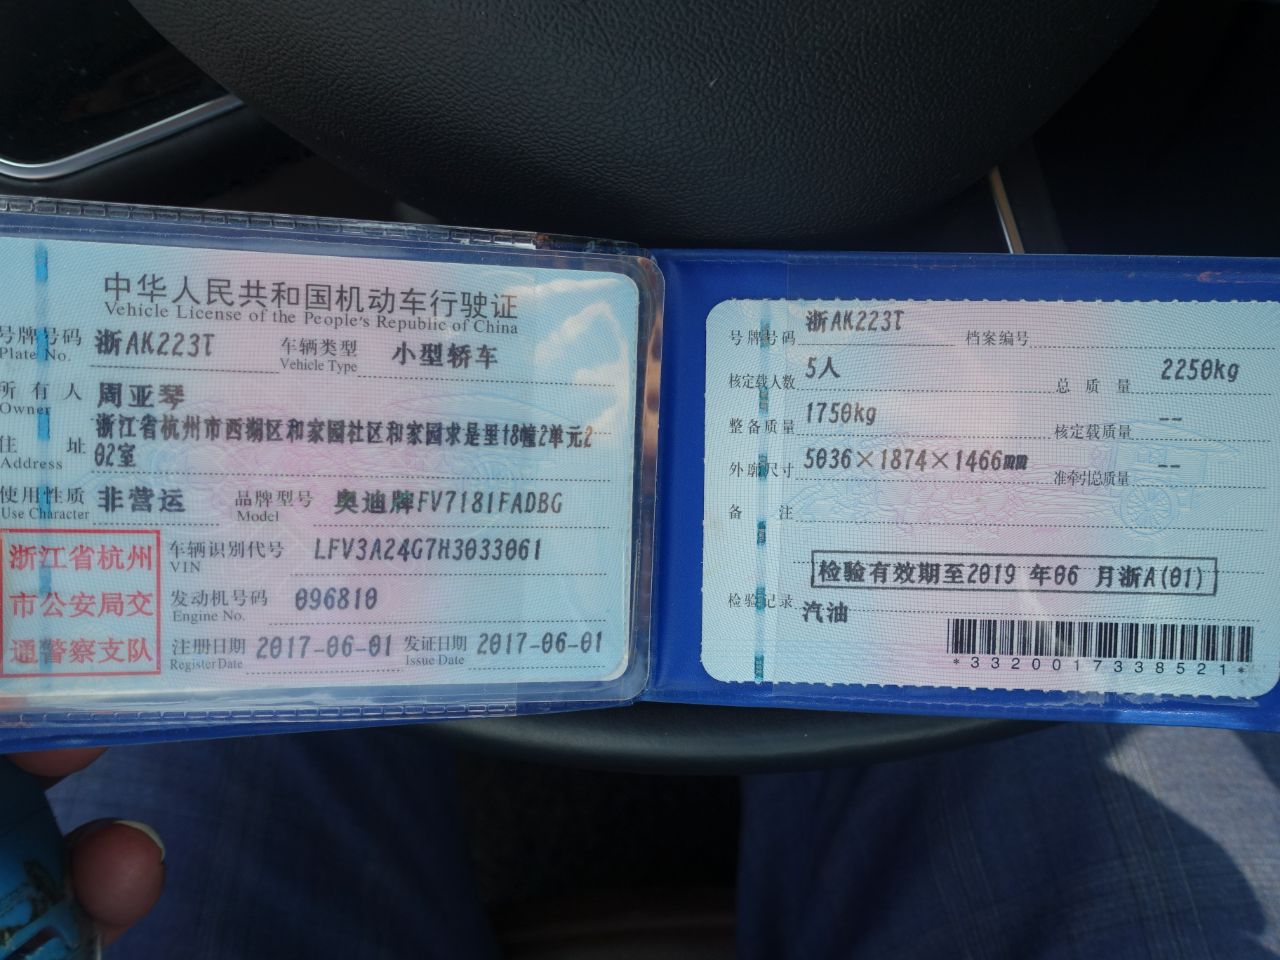 中华人民共和国机动车行驶证
Vehicle License of the People's Republic of China
号牌号码 浙AK223T 车辆类型 小型轿车
Plate No. Vehicle Type
所有人 周亚琴
Owner
住址 浙江省杭州市西湖区和家园社区和家园求是里18幢2单元2
Address 02室
使用性质 非营运 品牌型号 奥迪牌FV7181FADBG
Use Character Model
浙江省杭州
市公安局交
通警察支队
车辆识别代号 LFV3A24G7H3033061
VIN
发动机号码 096810
Engine No.
注册日期 2017-06-01 发证日期 2017-06-01
Register Date Issue Date
号牌号码 浙AK223T 档案编号
核定载人数 5人 总质量 2250kg
整备质量 1750kg 核定载质量 --
外廓尺寸 5036×1874×1466mm 准牵引总质量 --
备注
检验有效期至2019 年06 月浙A(01)
检验记录 汽油
*3320017338521*